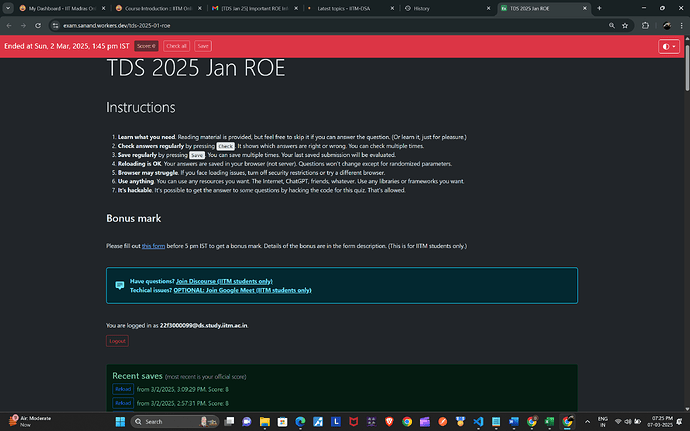 My Dashboard - IIT Madras Onl
Course Introduction | IITM Onlin
[TDS Jan 25] Important ROE Inf
Latest topics - IITM-DSA
History
TDS 2025 Jan ROE
exam.sanand.workers.dev/tds-2025-01-roe
Ended at Sun, 2 Mar, 2025, 1:45 pm IST
Score: 0
Check all
Save
TDS 2025 Jan ROE
Instructions
1. Learn what you need. Reading material is provided, but feel free to skip it if you can answer the question. (Or learn it, just for pleasure.)
2. Check answers regularly by pressing Check. It shows which answers are right or wrong. You can check multiple times.
3. Save regularly by pressing Save. You can save multiple times. Your last saved submission will be evaluated.
4. Reloading is OK. Your answers are saved in your browser (not server). Questions won't change except for randomized parameters.
5. Browser may struggle. If you face loading issues, turn off security restrictions or try a different browser.
6. Use anything. You can use any resources you want. The Internet, ChatGPT, friends, whatever. Use any libraries or frameworks you want.
7. It's hackable. It's possible to get the answer to some questions by hacking the code for this quiz. That's allowed.
Bonus mark
Please fill out this form before 5 pm IST to get a bonus mark. Details of the bonus are in the form description. (This is for IITM students only.)
Have questions? Join Discourse (IITM students only)
Techical issues? OPTIONAL: Join Google Meet (IITM students only)
You are logged in as 22f3000099@ds.study.iitm.ac.in.
Logout
Recent saves (most recent is your official score)
Reload from 3/2/2025, 3:09:29 PM. Score: 8
Reload from 3/2/2025, 2:57:31 PM. Score: 8
Air: Moderate
Now
Search
ENG
IN
07:25 PM
07-03-2025